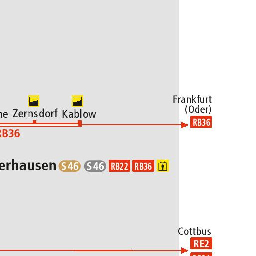 Frankfurt
(Oder)
ne Zernsdorf Kablow
RB36
RB36
erhausen S46 S46 RB22 RB36
Cottbus
RE2